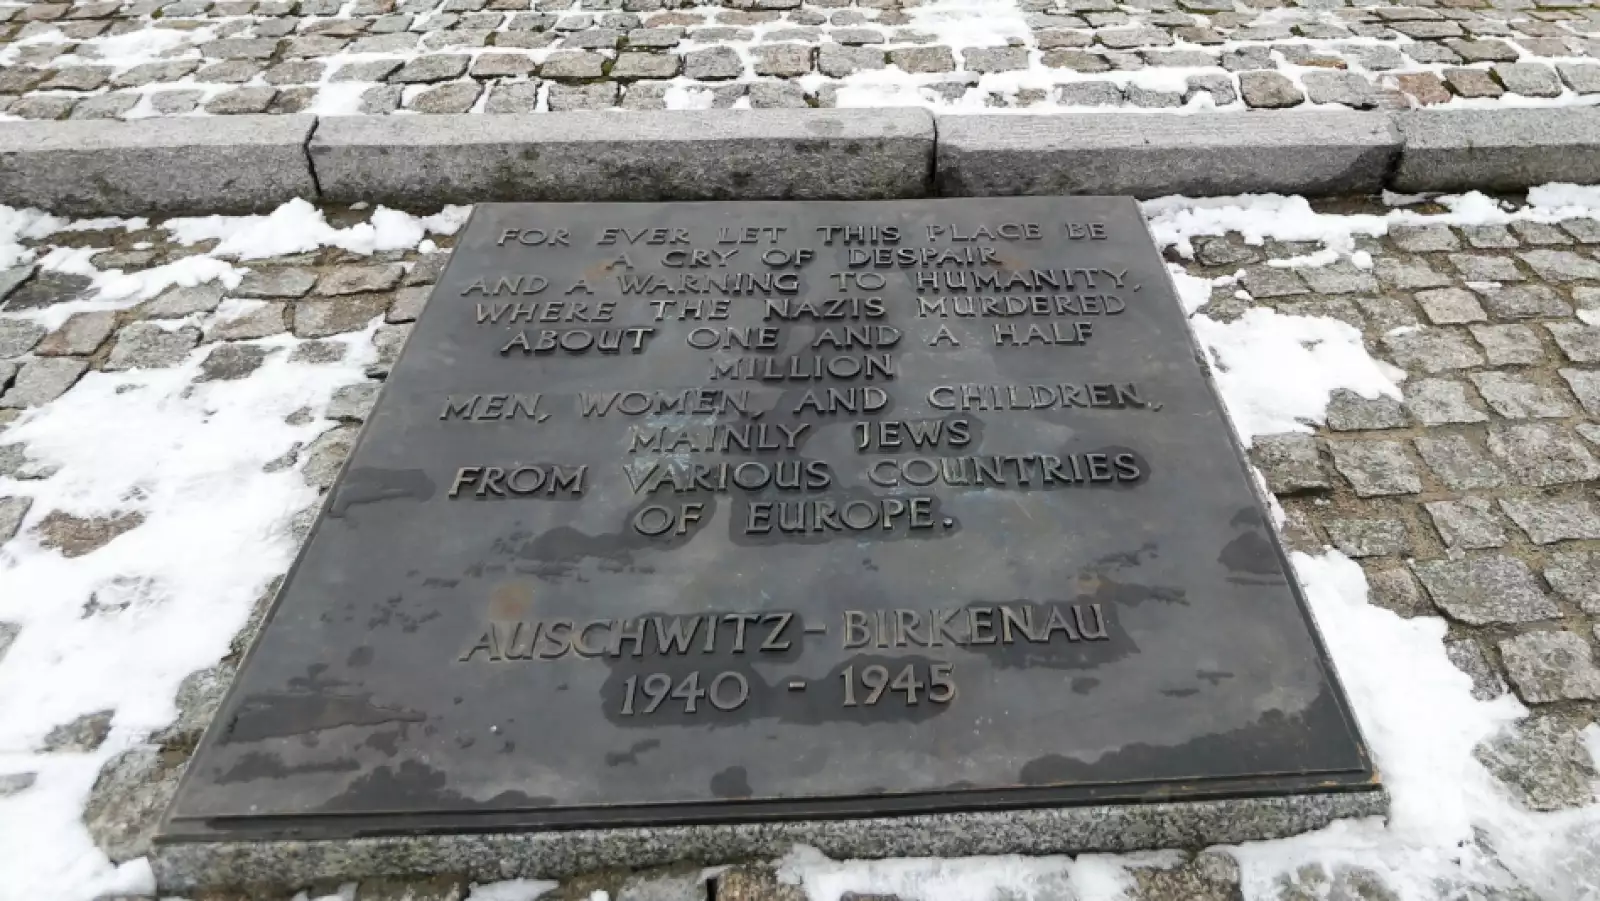 FOR EVER LET THIS PLACE BE
A CRY OF DESPAIR
AND A WARNING TO HUMANITY,
WHERE THE NAZIS MURDERED
ABOUT ONE AND A HALF
MILLION
MEN, WOMEN, AND CHILDREN,
MAINLY JEWS
FROM VARIOUS COUNTRIES
OF EUROPE.
AUSCHWITZ - BIRKENAU
1940 - 1945